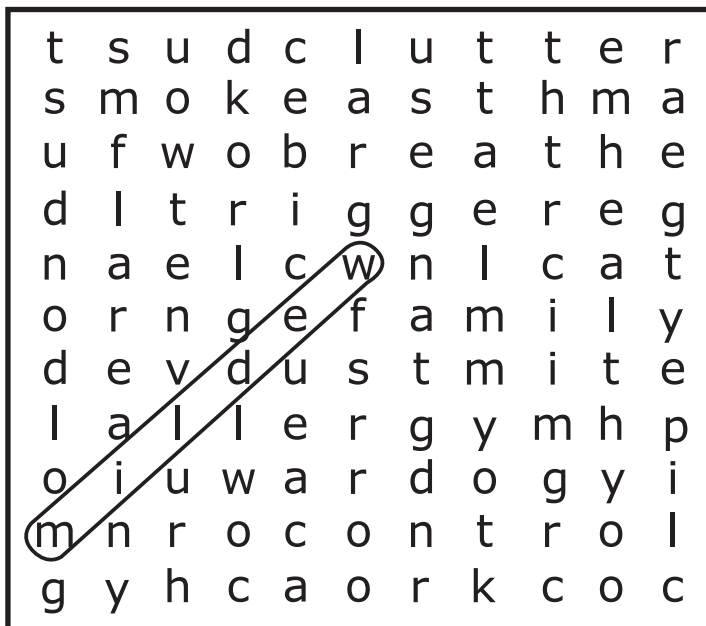 t s u d c l u t t e r
s m o k e a s t h m a
u f w o b r e a t h e
d l t r i g g e r e g
n a e l c w n l c a t
o r n g e f a m i l y
d e v d u s t m i t e
l a l l e r g y m h p
o i u w a r d o g y i
m n r o c o n t r o l
g y h c a o r k c o c